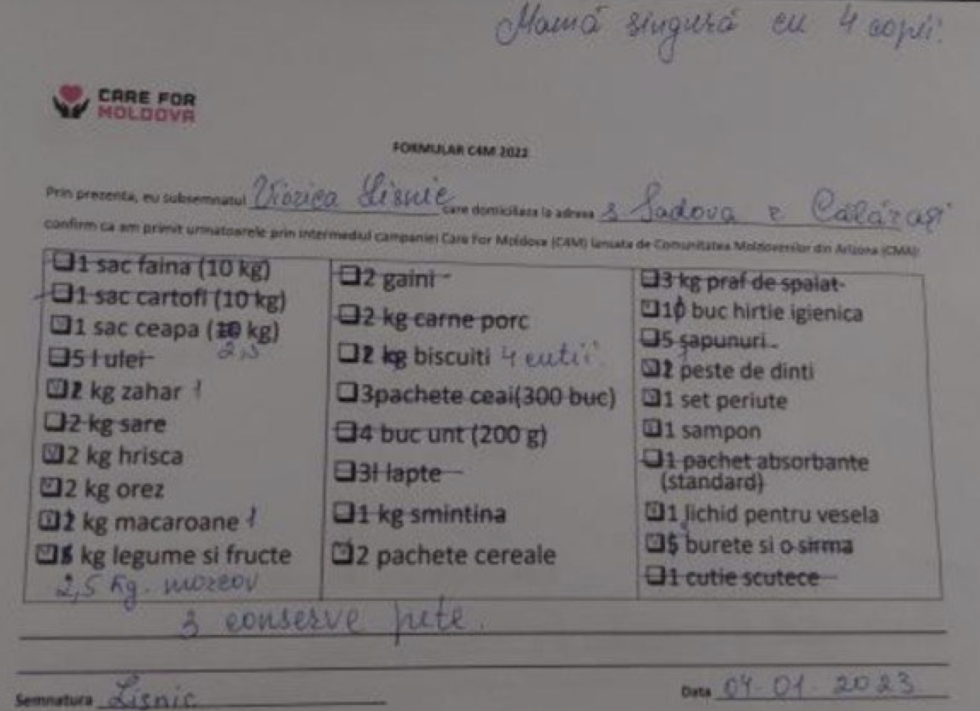 Mamă singură cu 4 copii.
CARE FOR
MOLDOVA
FORMULAR C4M 2022
Prin prezenta, eu subsemnatul Viorica Lisnic care domiciliaza la adresa s Sadova r Călărași
confirm ca am primit urmatoarele prin intermediul campaniei Care For Moldova (C4M) lansata de Comunitatea Moldovenilor din Arizona (CMA):
1 sac faina (10 kg)
1 sac cartofi (10 kg)
1 sac ceapa (10 kg)
2,5
5 l ulei
2 kg zahar 1
2 kg sare
2 kg hrisca
2 kg orez
2 kg macaroane 1
kg legume si fructe
2,5 kg. morcov
2 gaini
2 kg carne porc
2 kg biscuiti 4 cutii
3pachete ceai(300 buc)
4 buc unt (200 g)
3l lapte
1 kg smintina
2 pachete cereale
3 kg praf de spalat
10 buc hirtie igienica
5 sapunuri
2 peste de dinti
1 set periute
1 sampon
1 pachet absorbante
(standard)
1 lichid pentru vesela
5 burete si o sirma
1 cutie scutece
3 conserve pește.
Semnatura Lisnic
Data 04.01.2023